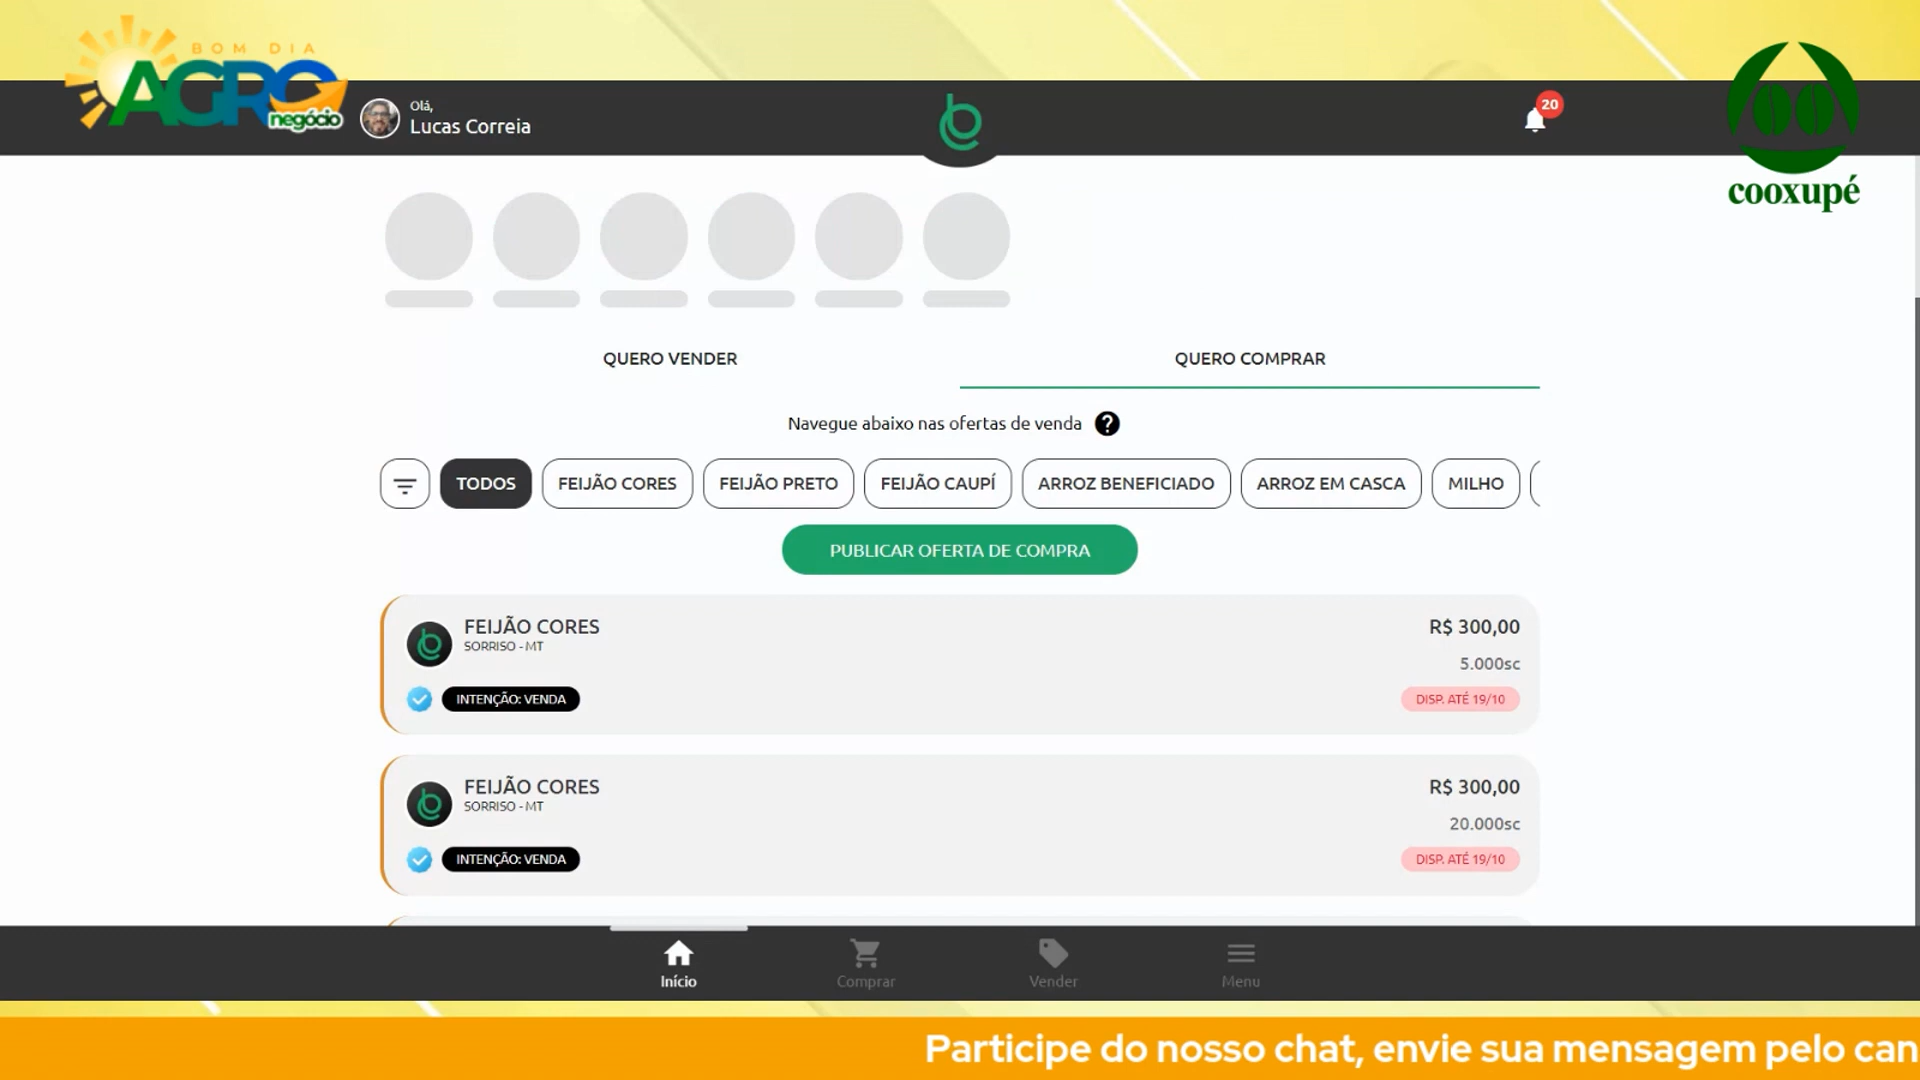 BOM DIA
AGRO
negócio
Olá,
Lucas Correia
20
cooxupé
QUERO VENDER
QUERO COMPRAR
Navegue abaixo nas ofertas de venda ?
TODOS
FEIJÃO CORES
FEIJÃO PRETO
FEIJÃO CAUPÍ
ARROZ BENEFICIADO
ARROZ EM CASCA
MILHO
PUBLICAR OFERTA DE COMPRA
FEIJÃO CORES
R$ 300,00
SORRISO - MT
5.000sc
INTENÇÃO: VENDA
DISP. ATÉ 19/10
FEIJÃO CORES
R$ 300,00
SORRISO - MT
20.000sc
INTENÇÃO: VENDA
DISP. ATÉ 19/10
Início
Comprar
Vender
Menu
Participe do nosso chat, envie sua mensagem pelo can